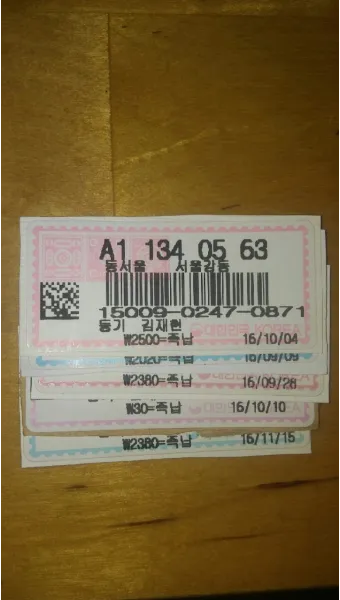 A1 134 05 63
동서울 서울강동
15009-0247-0871
등기 김재현
₩2500=즉납 16/10/04
₩2020=즉납 16/09/09
₩2380=즉납 16/09/28
₩30=즉납 16/10/10
₩2380=즉납 16/11/15